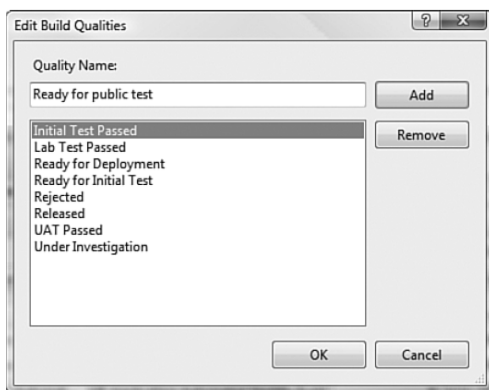 Edit Build Qualities
?
X
Quality Name:
Ready for public test
Add
Initial Test Passed
Remove
Lab Test Passed
Ready for Deployment
Ready for Initial Test
Rejected
Released
UAT Passed
Under Investigation
OK
Cancel